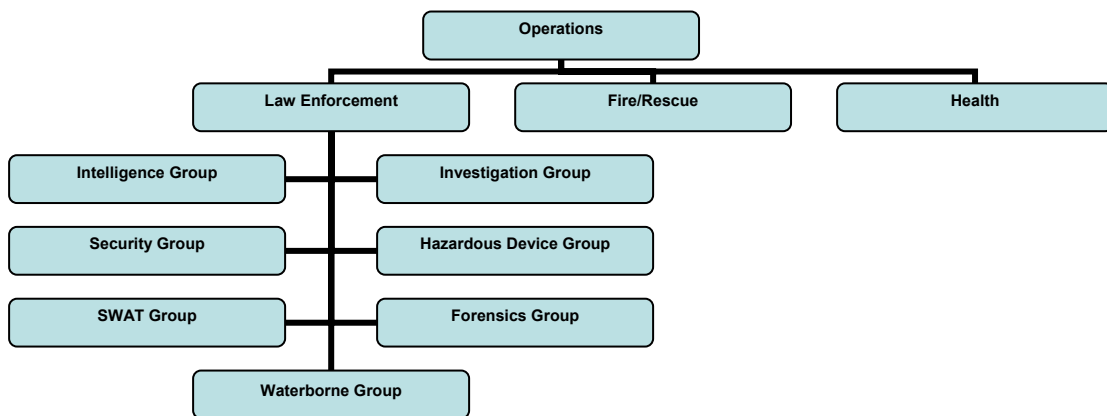 Operations
Law Enforcement
Fire/Rescue
Health
Intelligence Group
Investigation Group
Security Group
Hazardous Device Group
SWAT Group
Forensics Group
Waterborne Group